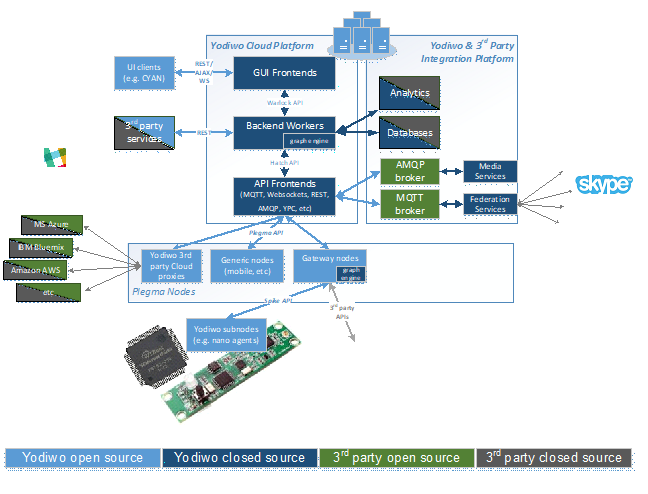 Yodiwo Cloud Platform
Yodiwo & 3rd Party
Integration Platform
UI clients
(e.g. CYAN)
REST/
AJAX/
WS
GUI Frontends
Warlock API
Analytics
3rd party
services
REST
Backend Workers
graph engine
Databases
Hatch API
AMQP
broker
Media
Services
API Frontends
(MQTT, Websockets, REST,
AMQP, YPC, etc)
MQTT
broker
Federation
Services
skype
Plegma API
MS Azure
IBM Bluemix
Amazon AWS
etc
Yodiwo 3rd
party Cloud
proxies
Generic nodes
(mobile, etc)
Gateway nodes
graph
engine
Plegma Nodes
Spike API
3rd party
APIs
Yodiwo subnodes
(e.g. nano agents)
Yodiwo open source
Yodiwo closed source
3rd party open source
3rd party closed source